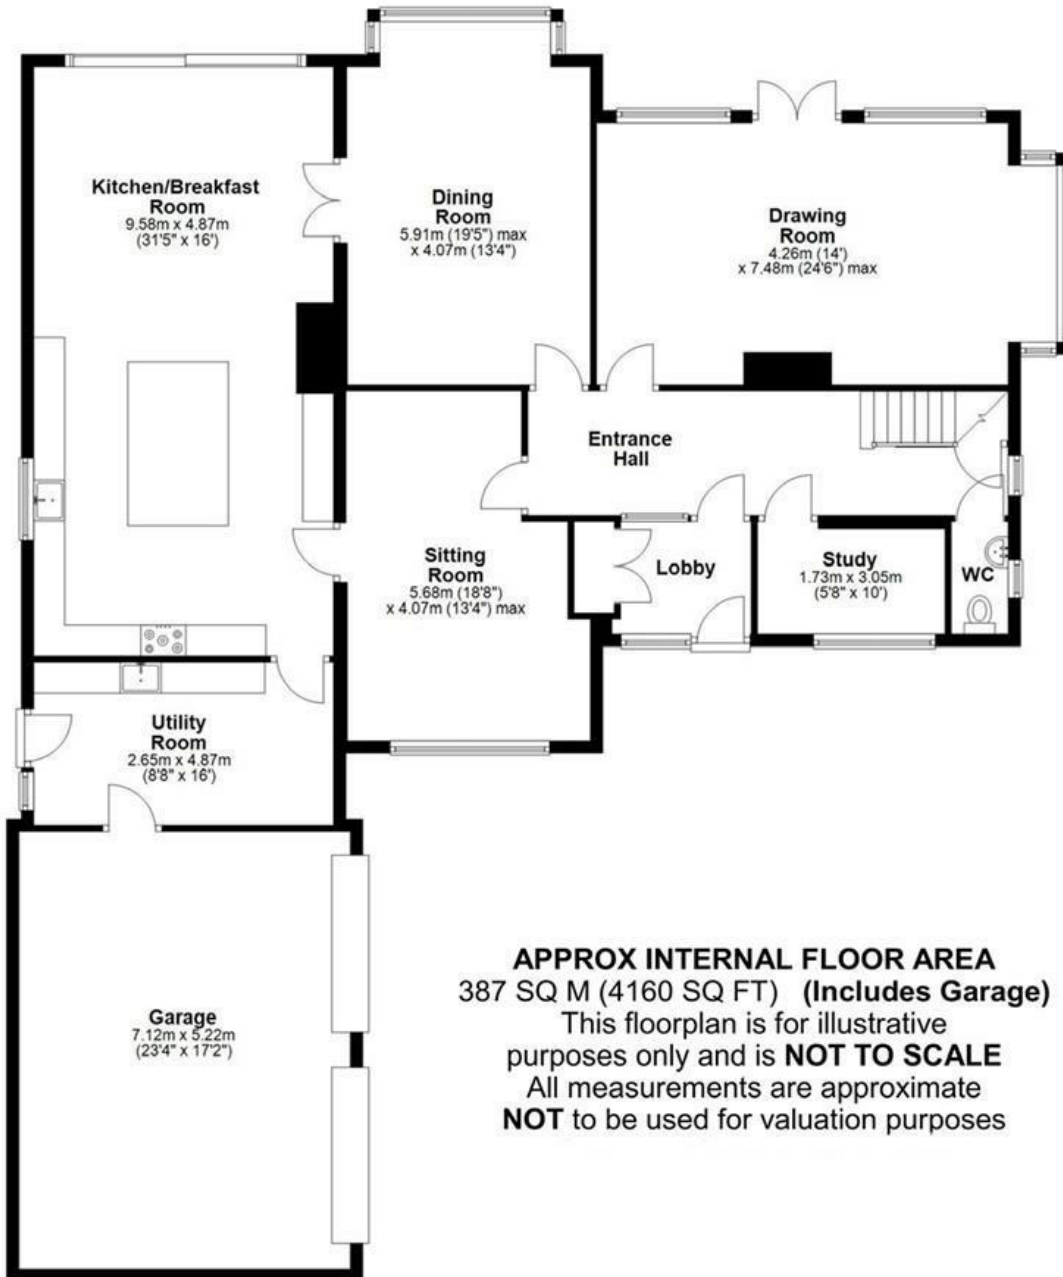 Kitchen/Breakfast
Room
9.58m x 4.87m
(31'5" x 16')
Dining
Room
5.91m (19'5") max
x 4.07m (13'4")
Drawing
Room
4.26m (14')
x 7.48m (24'6") max
Entrance
Hall
Sitting
Room
5.68m (18'8")
x 4.07m (13'4") max
Lobby
Study
1.73m x 3.05m
(5'8" x 10')
WC
Utility
Room
2.65m x 4.87m
(8'8" x 16')
Garage
7.12m x 5.22m
(23'4" x 17'2")
APPROX INTERNAL FLOOR AREA
387 SQ M (4160 SQ FT) (Includes Garage)
This floorplan is for illustrative
purposes only and is NOT TO SCALE
All measurements are approximate
NOT to be used for valuation purposes